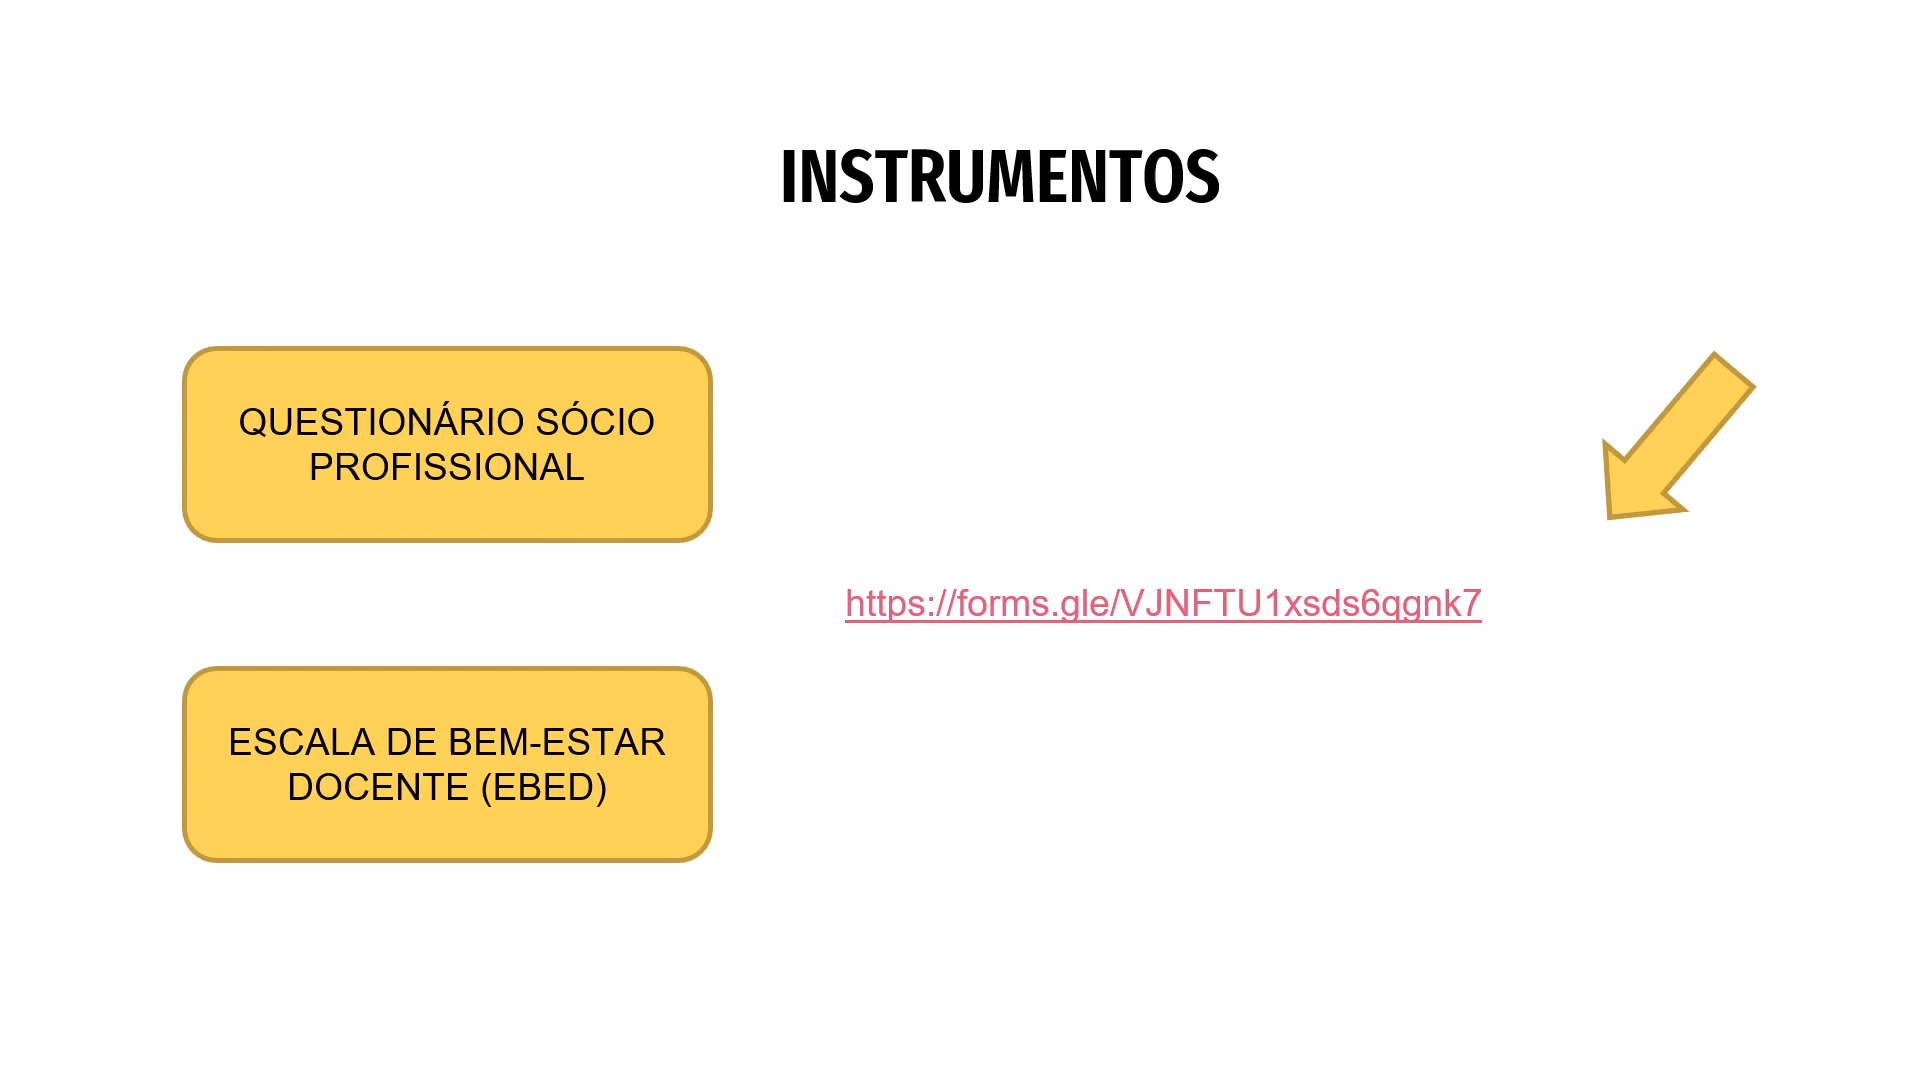 INSTRUMENTOS
QUESTIONÁRIO SÓCIO
PROFISSIONAL
https://forms.gle/VJNFTU1xsds6qgnk7
ESCALA DE BEM-ESTAR
DOCENTE (EBED)